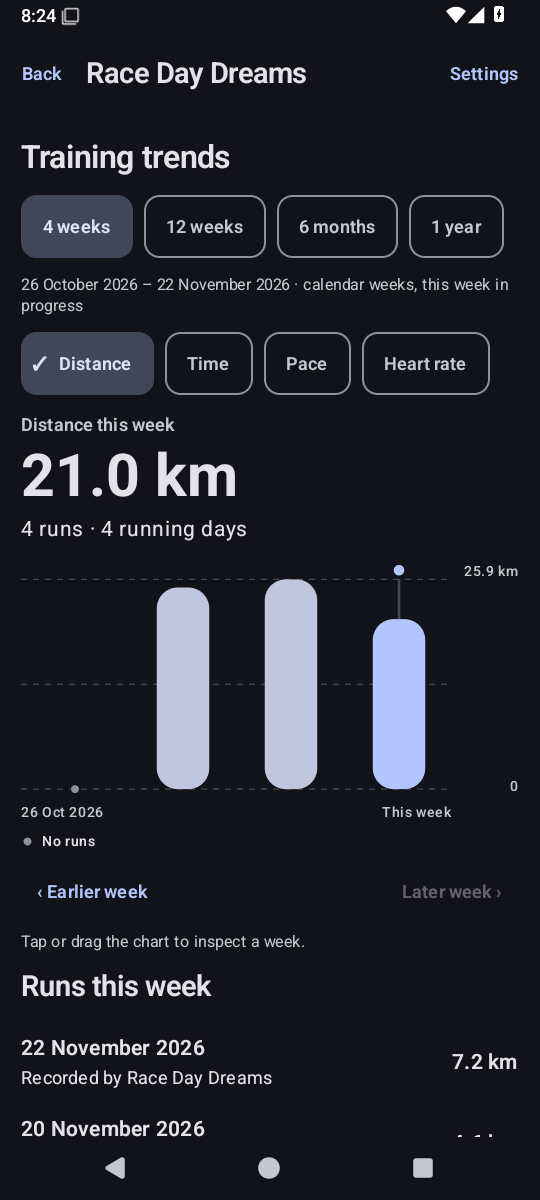 8:24
Back
Race Day Dreams
Settings
Training trends
4 weeks
12 weeks
6 months
1 year
26 October 2026 – 22 November 2026 · calendar weeks, this week in
progress
✓ Distance
Time
Pace
Heart rate
Distance this week
21.0 km
4 runs · 4 running days
25.9 km
0
26 Oct 2026
This week
No runs
‹ Earlier week
Later week ›
Tap or drag the chart to inspect a week.
Runs this week
22 November 2026
7.2 km
Recorded by Race Day Dreams
20 November 2026